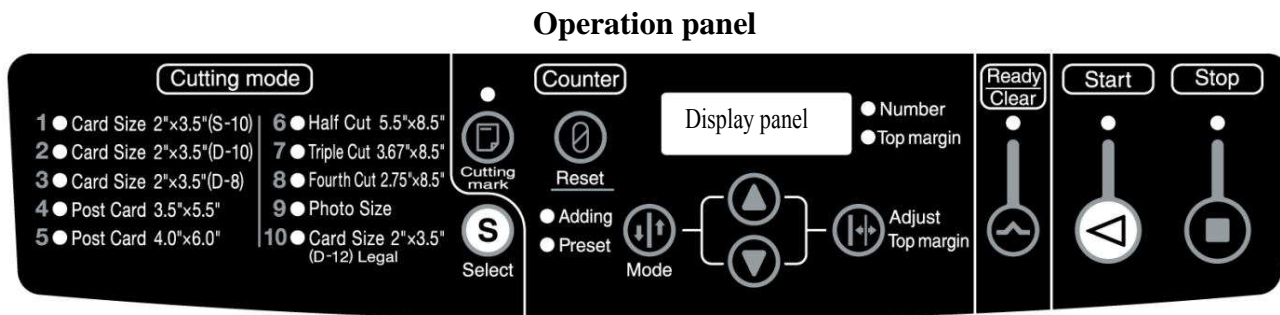 Operation panel
Cutting mode
1 Card Size 2"×3.5"(S-10)
2 Card Size 2"×3.5"(D-10)
3 Card Size 2"×3.5"(D-8)
4 Post Card 3.5"×5.5"
5 Post Card 4.0"×6.0"
6 Half Cut 5.5"×8.5"
7 Triple Cut 3.67"×8.5"
8 Fourth Cut 2.75"×8.5"
9 Photo Size
10 Card Size 2"×3.5"
(D-12) Legal
Cutting
mark
S
Select
Counter
Reset
Adding
Preset
Mode
Display panel
Number
Top margin
Adjust
Top margin
Ready
Clear
Start
Stop